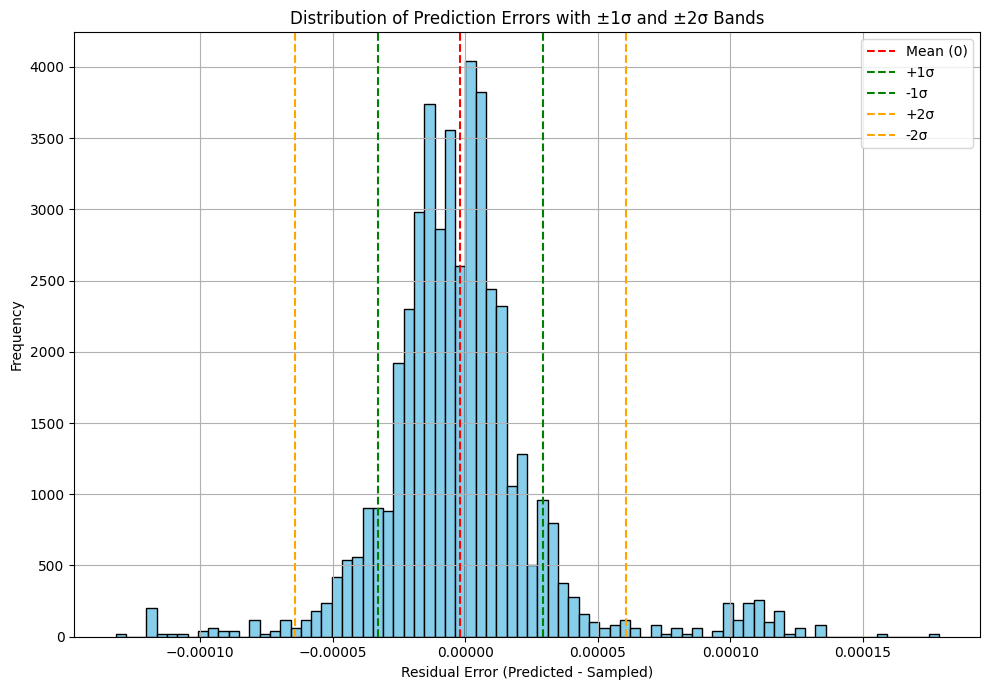 Distribution of Prediction Errors with ±1σ and ±2σ Bands
Mean (0)
+1σ
-1σ
+2σ
-2σ
4000
3500
3000
2500
2000
1500
1000
500
0
Frequency
−0.00010
−0.00005
0.00000
0.00005
0.00010
0.00015
Residual Error (Predicted - Sampled)